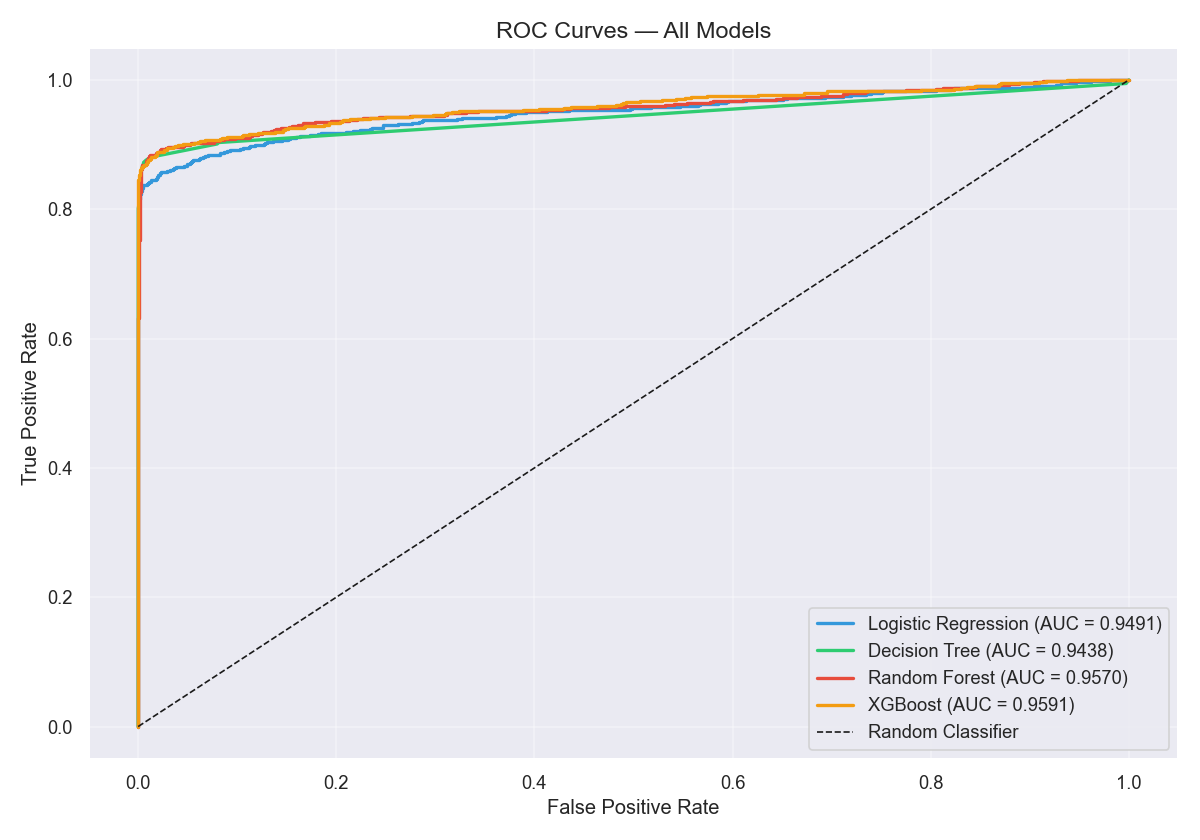 ROC Curves — All Models
True Positive Rate
1.0
0.8
0.6
0.4
0.2
0.0
0.0 0.2 0.4 0.6 0.8 1.0
False Positive Rate
Logistic Regression (AUC = 0.9491)
Decision Tree (AUC = 0.9438)
Random Forest (AUC = 0.9570)
XGBoost (AUC = 0.9591)
Random Classifier